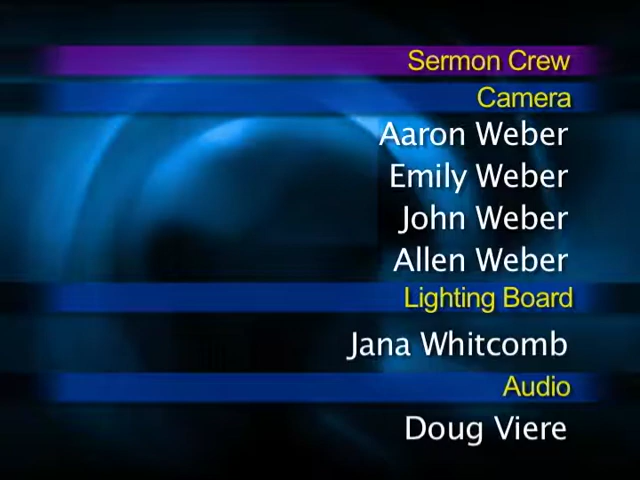 Sermon Crew
Camera
Aaron Weber
Emily Weber
John Weber
Allen Weber
Lighting Board
Jana Whitcomb
Audio
Doug Viere